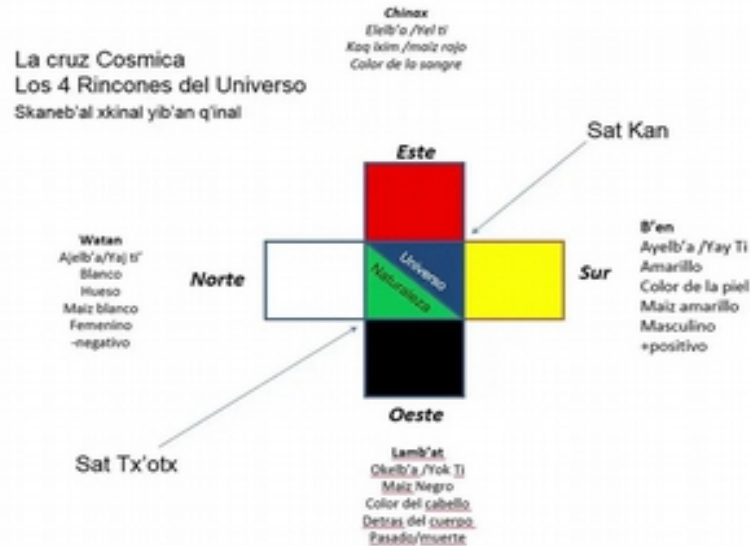 Chinax
Elelb'a /Yel ti
Kaq ixim /maiz rojo
Color de la sangre
La cruz Cosmica
Los 4 Rincones del Universo
Skaneb'al xkinal yib'an q'inal
Sat Kan
Este
Watan
Ajelb'a/Yaj ti'
Blanco
Hueso
Maiz blanco
Femenino
-negativo
Norte
Universo
Naturaleza
Sur
B'en
Ayelb'a /Yay Ti
Amarillo
Color de la piel
Maiz amarillo
Masculino
+positivo
Oeste
Sat Tx'otx
Lamb'at
Okelb'a /Yok Ti
Maiz Negro
Color del cabello
Detras del cuerpo
Pasado/muerte